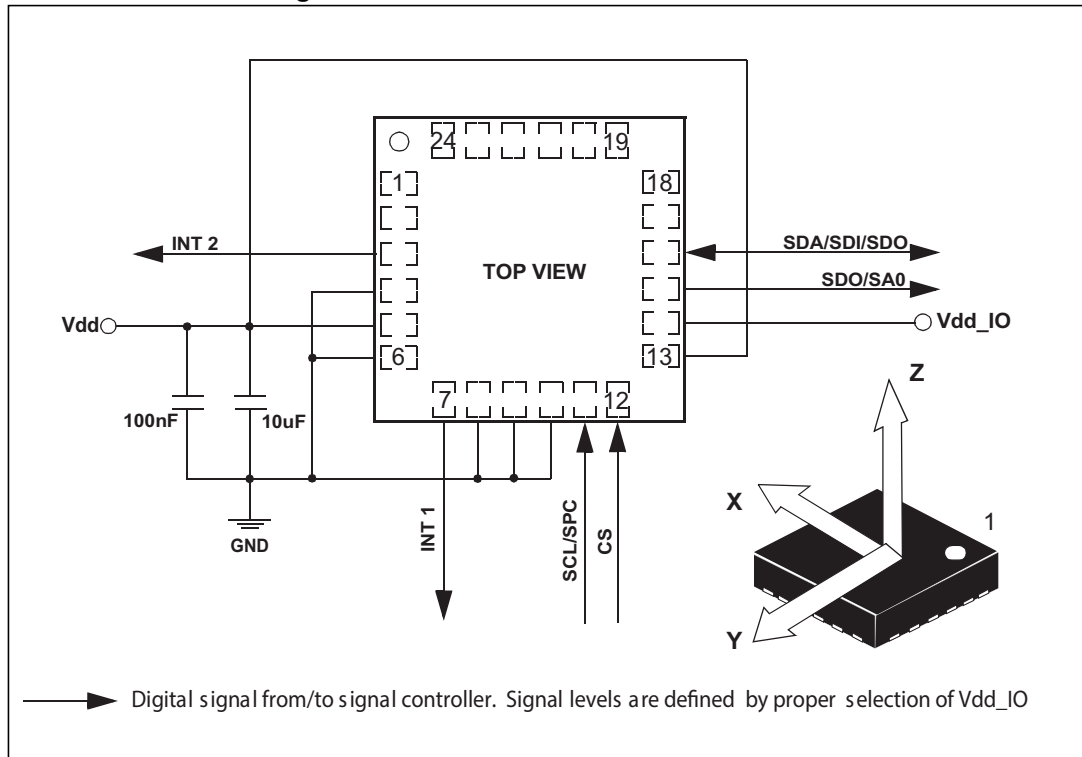 24
19
1
18
INT 2
SDA/SDI/SDO
TOP VIEW
SDO/SA0
Vdd
Vdd_IO
6
13
Z
7
12
100nF
10uF
X
1
INT 1
SCL/SPC
CS
GND
Y
Digital signal from/to signal controller. Signal levels are defined by proper selection of Vdd_IO